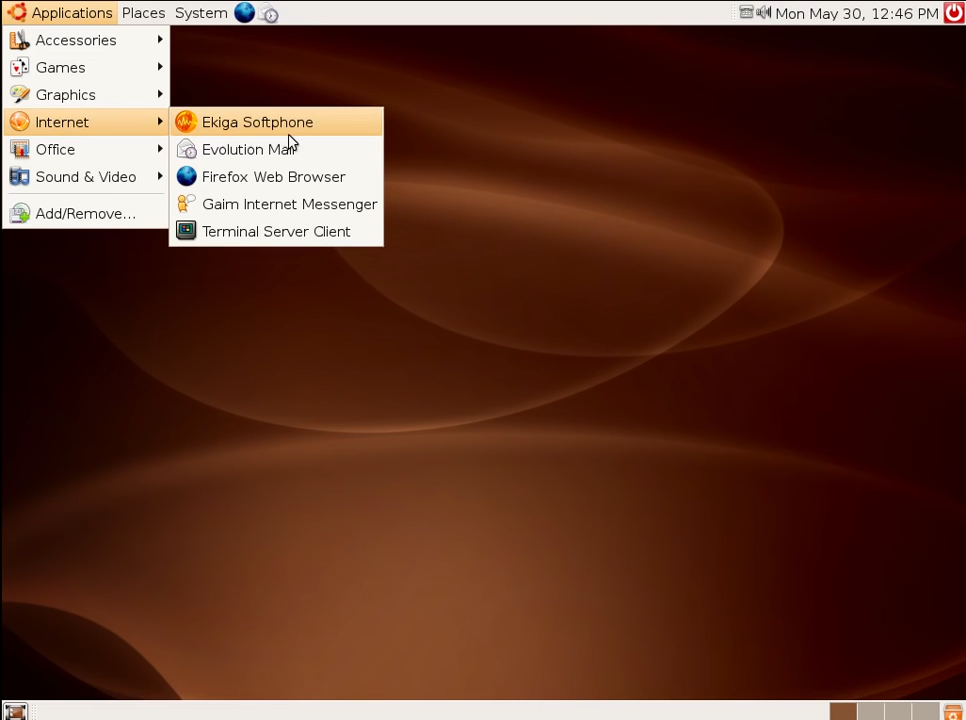 Applications Places System Mon May 30, 12:46 PM
Accessories
Games
Graphics
Internet
Office
Sound & Video
Add/Remove...
Ekiga Softphone
Evolution Mail
Firefox Web Browser
Gaim Internet Messenger
Terminal Server Client